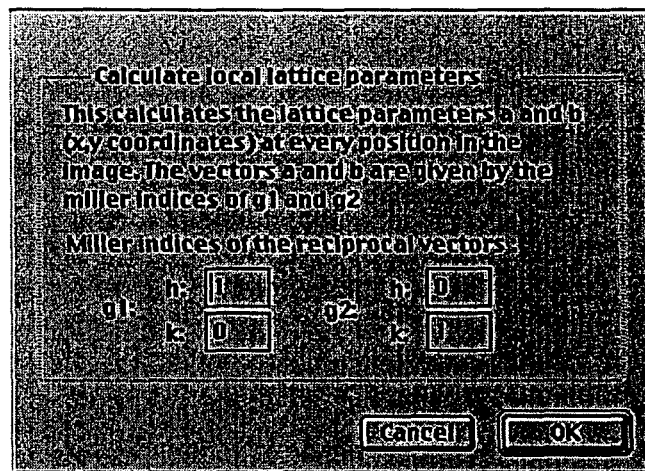 Calculate local lattice parameters
This calculates the lattice parameters a and b
(x,y coordinates) at every position in the
image. The vectors a and b are given by the
miller indices of g1 and g2
Miller indices of the reciprocal vectors
g1: h: 1 g2: h: 0
k: 0 k: 1
Cancel OK